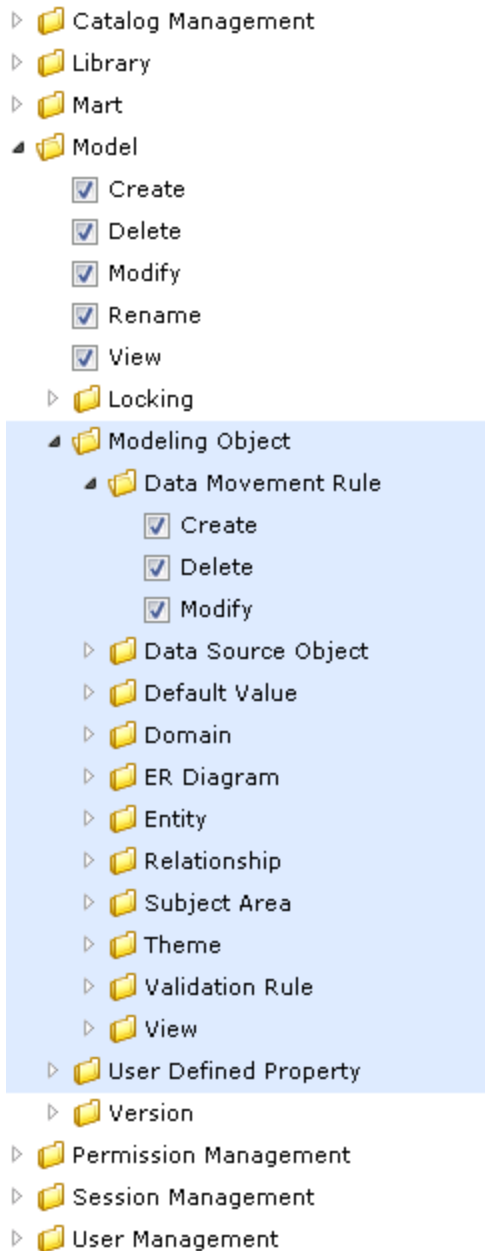 Catalog Management
Library
Mart
Model
Create
Delete
Modify
Rename
View
Locking
Modeling Object
Data Movement Rule
Create
Delete
Modify
Data Source Object
Default Value
Domain
ER Diagram
Entity
Relationship
Subject Area
Theme
Validation Rule
View
User Defined Property
Version
Permission Management
Session Management
User Management